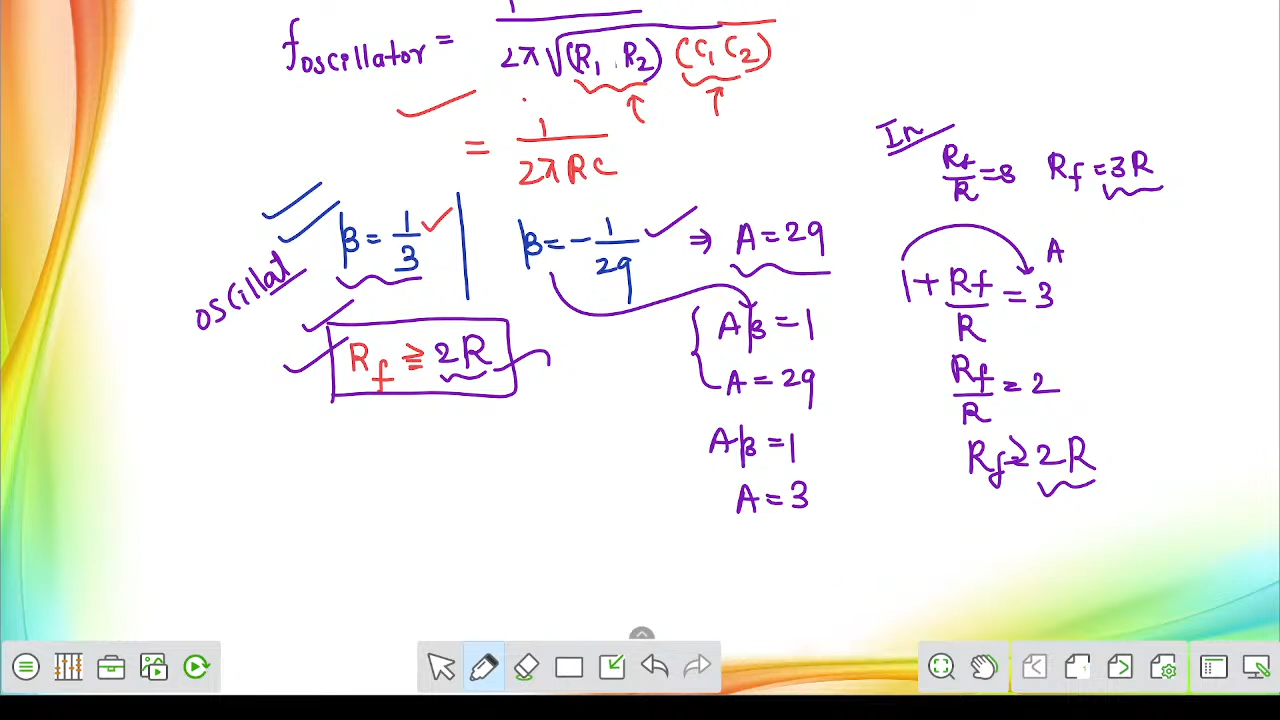 f oscillator = 1 / 2π√(R1 R2) (C1 C2)
= 1 / 2πRC
In
Rf/R = 3 Rf = 3R
β = 1/3 | β = - 1/29 ⇒ A = 29
1 + Rf/R = 3 A
oscillat
Aβ = 1
Rf ≥ 2R
A = 29
Rf/R = 2
Aβ = 1
Rf ≥ 2R
A = 3